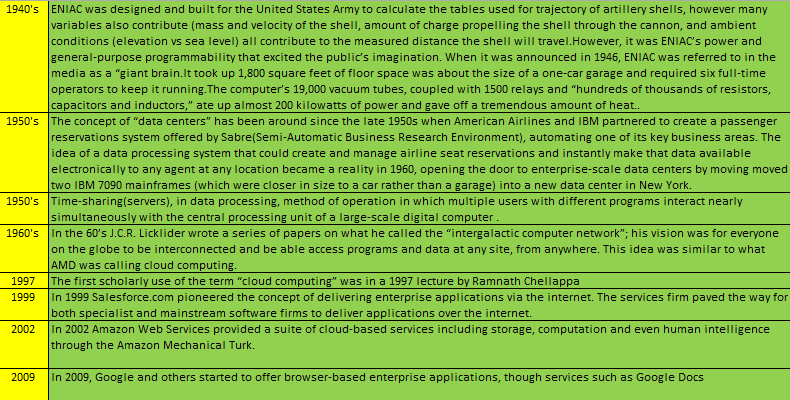 1940's ENIAC was designed and built for the United States Army to calculate the tables used for trajectory of artillery shells, however many
variables also contribute (mass and velocity of the shell, amount of charge propelling the shell through the cannon, and ambient
conditions (elevation vs sea level) all contribute to the measured distance the shell will travel.However, it was ENIAC's power and
general-purpose programmability that excited the public's imagination. When it was announced in 1946, ENIAC was referred to in the
media as a “giant brain.It took up 1,800 square feet of floor space was about the size of a one-car garage and required six full-time
operators to keep it running.The computer's 19,000 vacuum tubes, coupled with 1500 relays and “hundreds of thousands of resistors,
capacitors and inductors,” ate up almost 200 kilowatts of power and gave off a tremendous amount of heat..
1950's The concept of “data centers” has been around since the late 1950s when American Airlines and IBM partnered to create a passenger
reservations system offered by Sabre(Semi-Automatic Business Research Environment), automating one of its key business areas. The
idea of a data processing system that could create and manage airline seat reservations and instantly make that data available
electronically to any agent at any location became a reality in 1960, opening the door to enterprise-scale data centers by moving moved
two IBM 7090 mainframes (which were closer in size to a car rather than a garage) into a new data center in New York.
1950's Time-sharing(servers), in data processing, method of operation in which multiple users with different programs interact nearly
simultaneously with the central processing unit of a large-scale digital computer .
1960's In the 60's J.C.R. Licklider wrote a series of papers on what he called the “intergalactic computer network”; his vision was for everyone
on the globe to be interconnected and be able access programs and data at any site, from anywhere. This idea was similar to what
AMD was calling cloud computing.
1997 The first scholarly use of the term “cloud computing” was in a 1997 lecture by Ramnath Chellappa
1999 In 1999 Salesforce.com pioneered the concept of delivering enterprise applications via the internet. The services firm paved the way for
both specialist and mainstream software firms to deliver applications over the internet.
2002 In 2002 Amazon Web Services provided a suite of cloud-based services including storage, computation and even human intelligence
through the Amazon Mechanical Turk.
2009 In 2009, Google and others started to offer browser-based enterprise applications, though services such as Google Docs